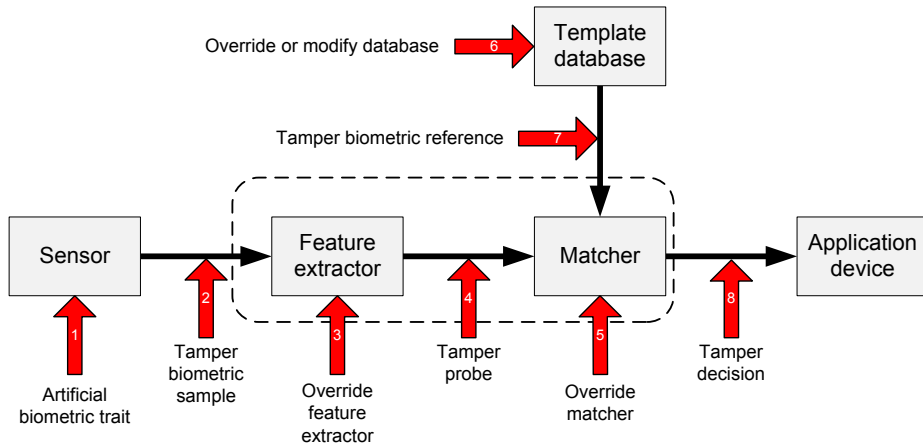 Template
database
Override or modify database
6
Tamper biometric reference
7
Sensor
Feature
extractor
Matcher
Application
device
1
2
3
4
5
8
Artificial
biometric trait
Tamper
biometric
sample
Override
feature
extractor
Tamper
probe
Override
matcher
Tamper
decision